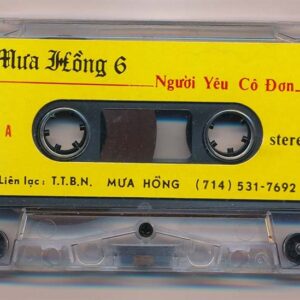 Mưa Hồng 6
Người Yêu Cô Đơn
A
stere
Liên lạc: T.T.B.N. MƯA HỒNG (714) 531-7692